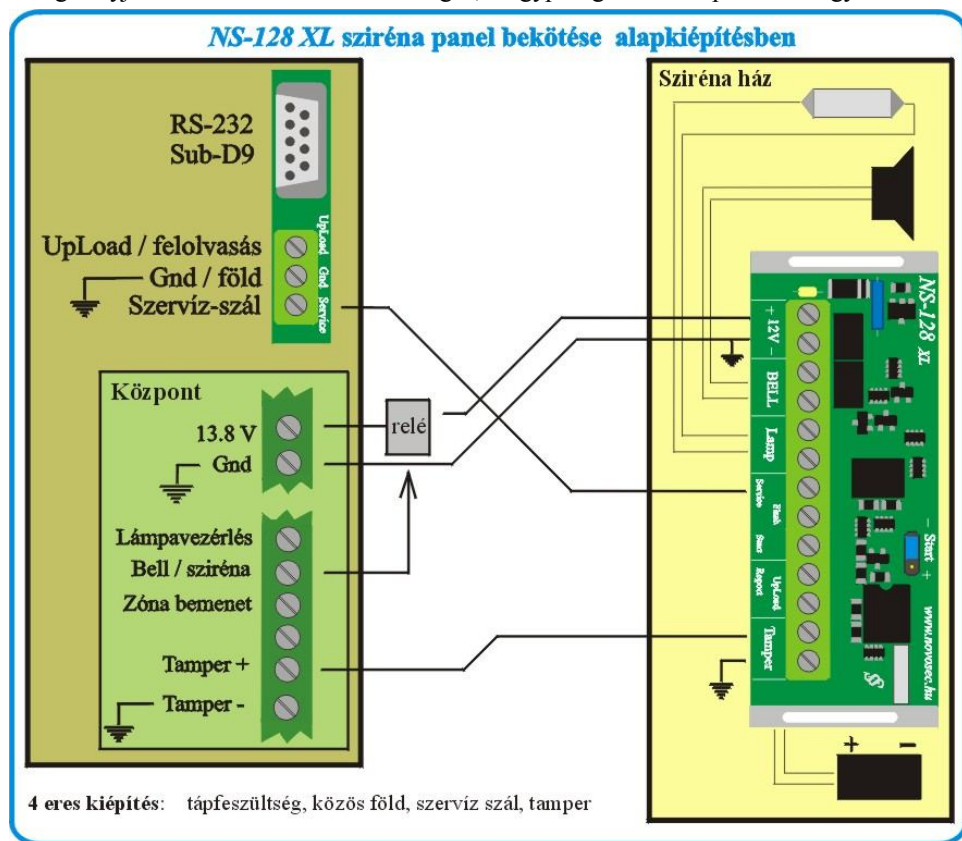 NS-128 XL sziréna panel bekötése alapkiépítésben
RS-232
Sub-D9
UpLoad / felolvasás
Gnd / föld
Szervíz-szál
UpLoad
Gnd
Service
Központ
13.8 V
Gnd
Lámpavezérlés
Bell / sziréna
Zóna bemenet
Tamper +
Tamper -
relé
Sziréna ház
NS-128 XL
+ 12V -
BELL
Lamp
Service
Flash
Start
UpLoad
Report
Tamper
- Start +
www.novosec.hu
+ -
4 eres kiépítés: tápfeszültség, közös föld, szervíz szál, tamper